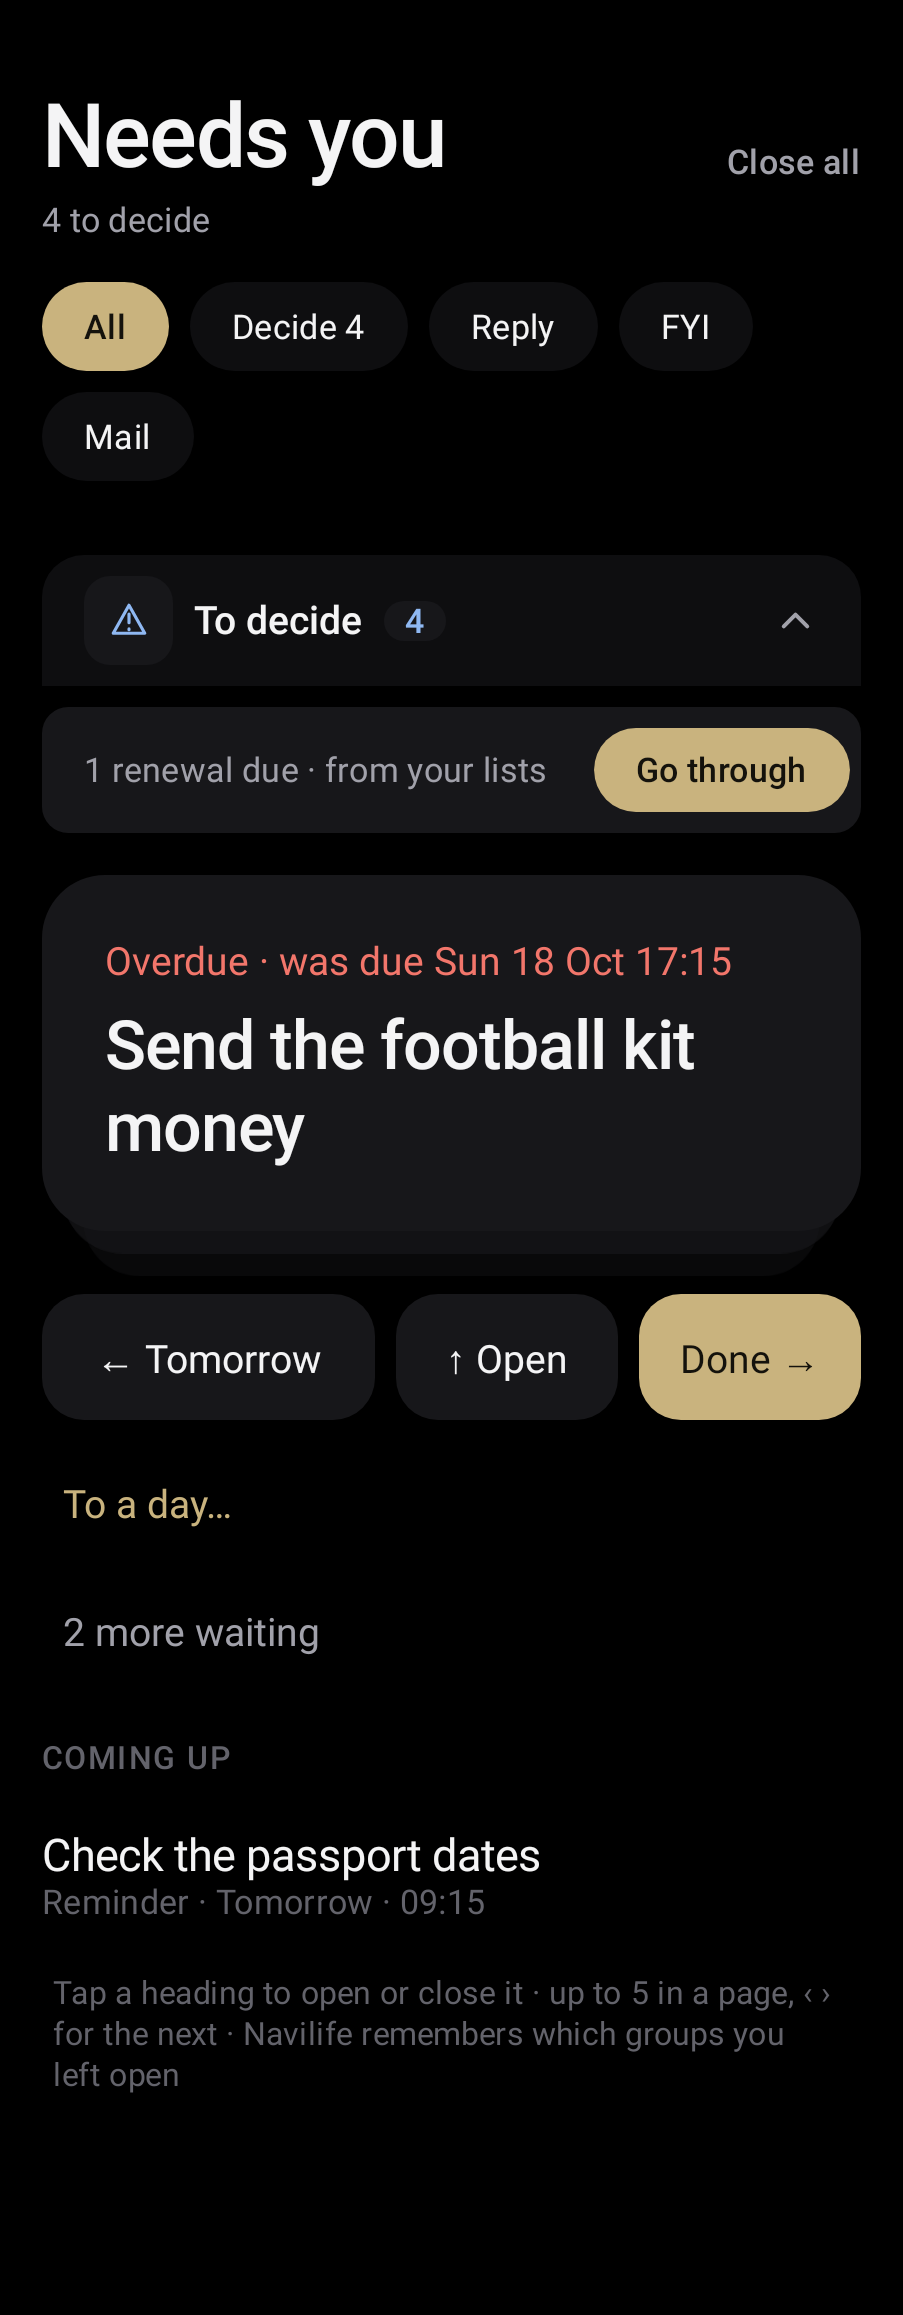 Needs you
Close all
4 to decide
All
Decide 4
Reply
FYI
Mail
To decide 4
1 renewal due · from your lists
Go through
Overdue · was due Sun 18 Oct 17:15
Send the football kit
money
← Tomorrow
↑ Open
Done →
To a day…
2 more waiting
COMING UP
Check the passport dates
Reminder · Tomorrow · 09:15
Tap a heading to open or close it · up to 5 in a page, ‹ ›
for the next · Navilife remembers which groups you
left open